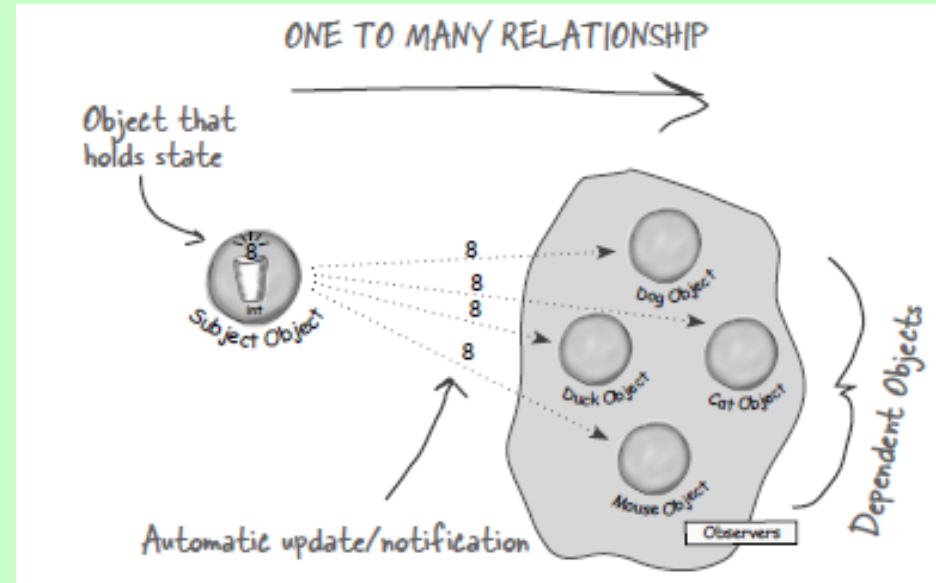 ONE TO MANY RELATIONSHIP
Object that
holds state
8
int
Subject Object
8
8
8
8
Dog Object
Duck Object
Cat Object
Mouse Object
Observers
Dependent Objects
Automatic update/notification